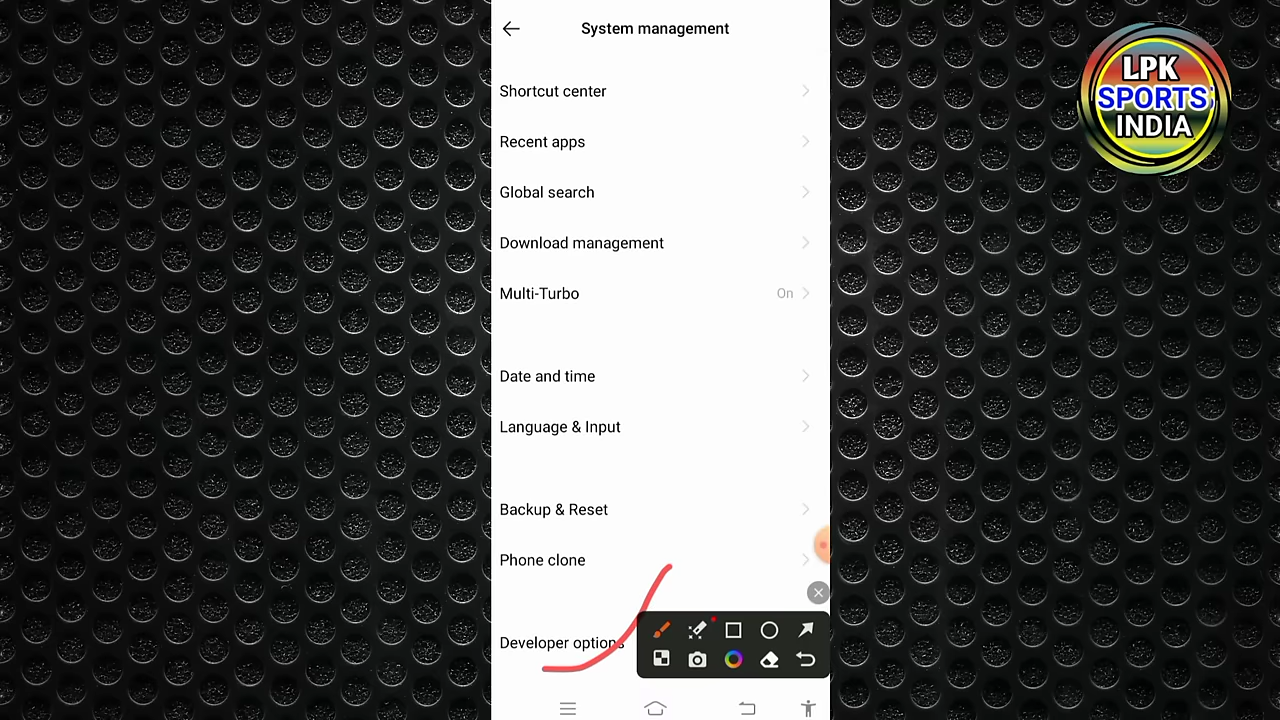 System management
Shortcut center
Recent apps
Global search
Download management
Multi-Turbo On
Date and time
Language & Input
Backup & Reset
Phone clone
Developer options
LPK
SPORTS
INDIA